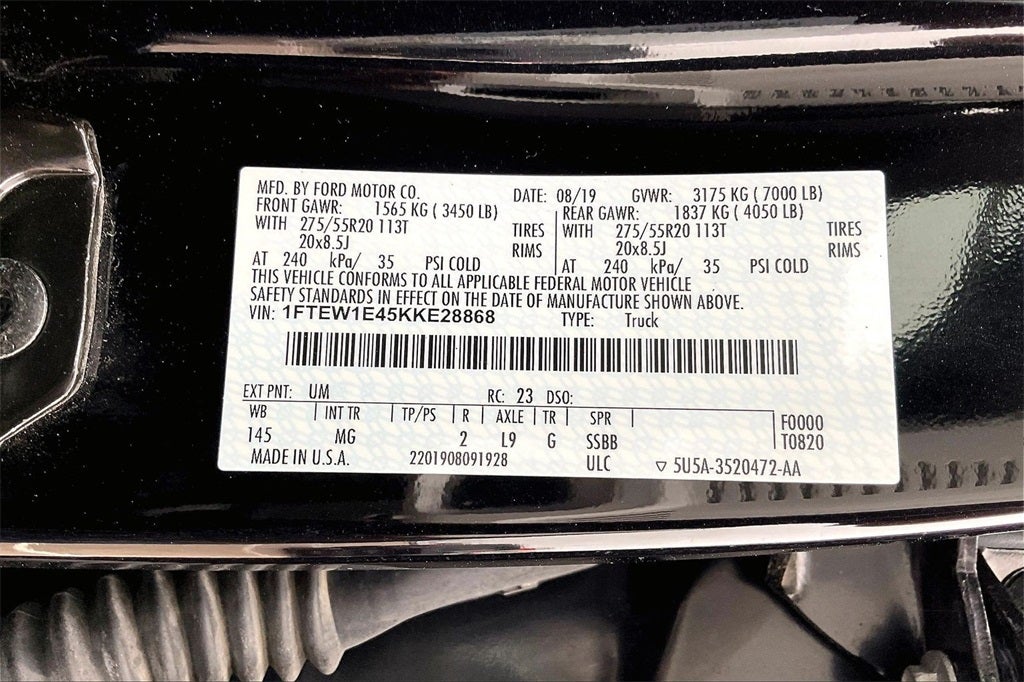 MFD. BY FORD MOTOR CO. DATE: 08/19 GVWR: 3175 KG ( 7000 LB)
FRONT GAWR: 1565 KG ( 3450 LB) REAR GAWR: 1837 KG ( 4050 LB)
WITH 275/55R20 113T TIRES WITH 275/55R20 113T TIRES
20x8.5J RIMS 20x8.5J RIMS
AT 240 kPa/ 35 PSI COLD AT 240 kPa/ 35 PSI COLD
THIS VEHICLE CONFORMS TO ALL APPLICABLE FEDERAL MOTOR VEHICLE
SAFETY STANDARDS IN EFFECT ON THE DATE OF MANUFACTURE SHOWN ABOVE.
VIN: 1FTEW1E45KKE28868 TYPE: Truck
EXT PNT: UM RC: 23 DSO:
WB INT TR TP/PS R AXLE TR SPR F0000
145 MG 2 L9 G SSBB T0820
MADE IN U.S.A. 2201908091928 ULC ▽ 5U5A-3520472-AA